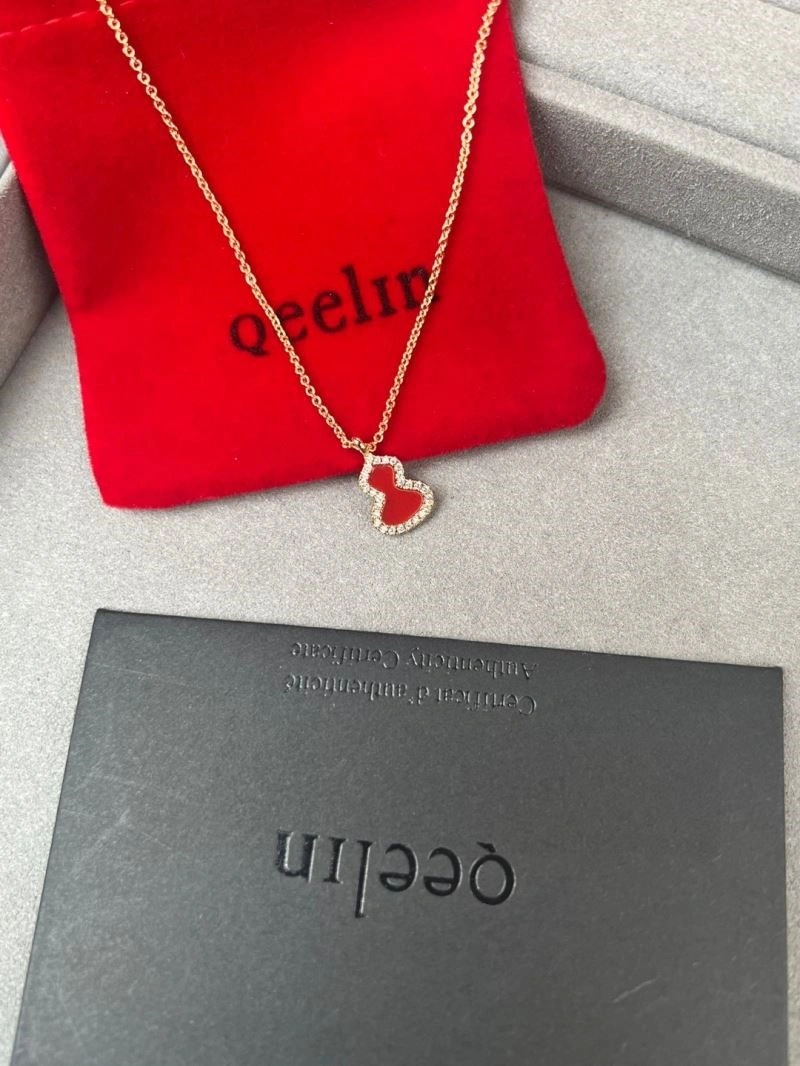 Qeelin
Certificat d'authenticité
Authenticity Certificate
Qeelin